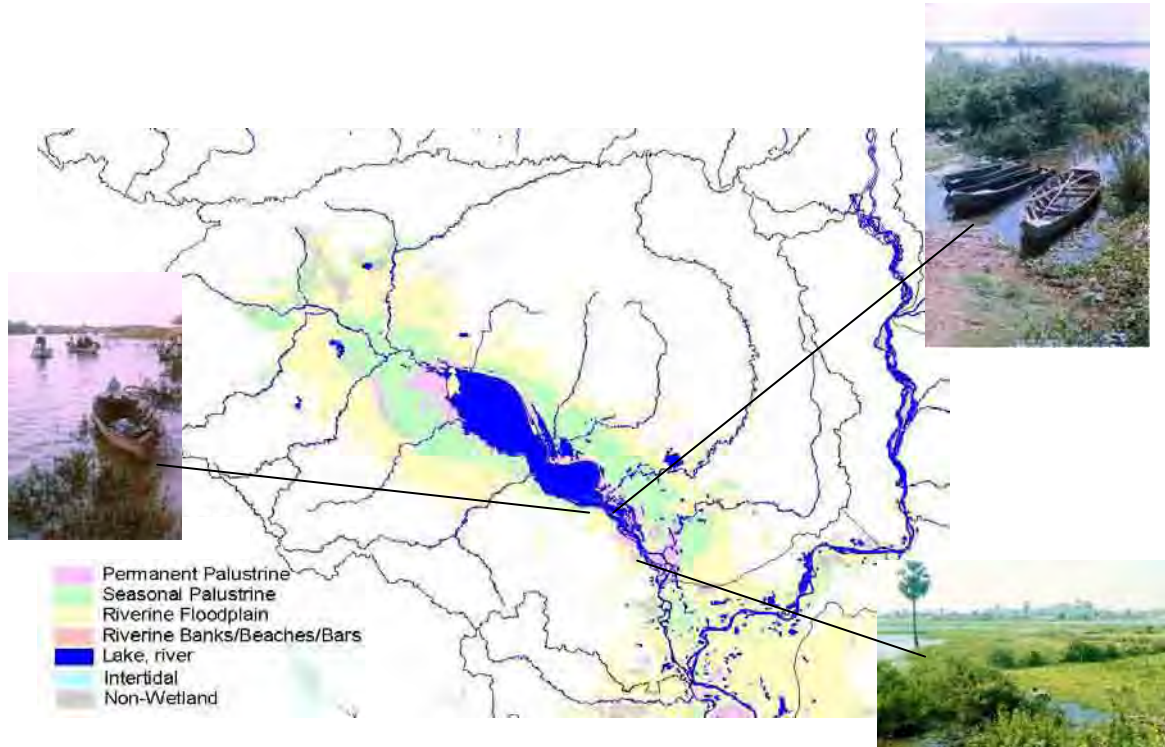 Permanent Palustrine
Seasonal Palustrine
Riverine Floodplain
Riverine Banks/Beaches/Bars
Lake, river
Intertidal
Non-Wetland